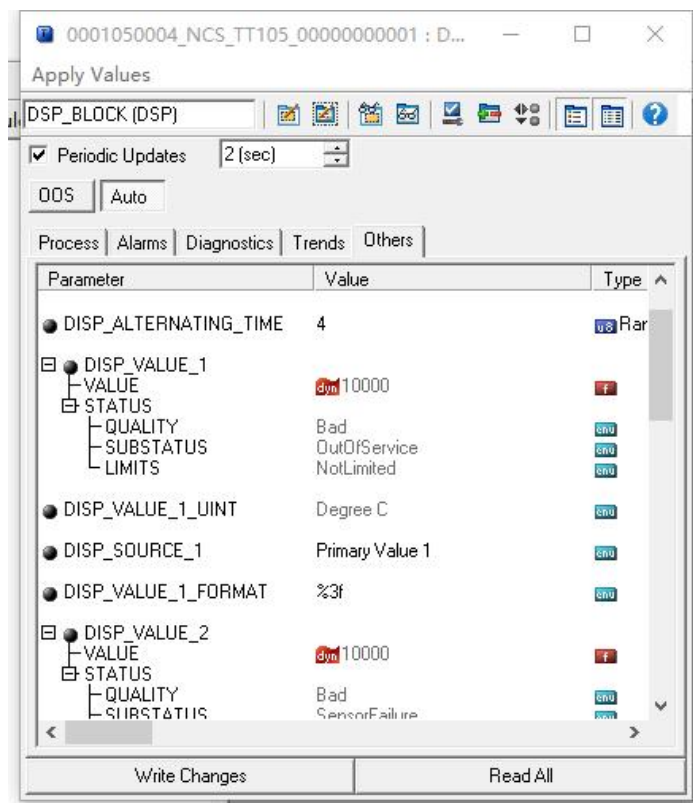 0001050004_NCS_TT105_00000000001 : D...
Apply Values
DSP_BLOCK (DSP)
Periodic Updates 2 (sec)
OOS Auto
Process Alarms Diagnostics Trends Others
Parameter Value Type
DISP_ALTERNATING_TIME 4 u8 Ran
DISP_VALUE_1
VALUE dyn 10000 f
STATUS
QUALITY Bad enu
SUBSTATUS OutOfService enu
LIMITS NotLimited enu
DISP_VALUE_1_UINT Degree C enu
DISP_SOURCE_1 Primary Value 1 enu
DISP_VALUE_1_FORMAT %3f enu
DISP_VALUE_2
VALUE dyn 10000 f
STATUS
QUALITY Bad enu
SUBSTATUS SensorFailure
Write Changes Read All